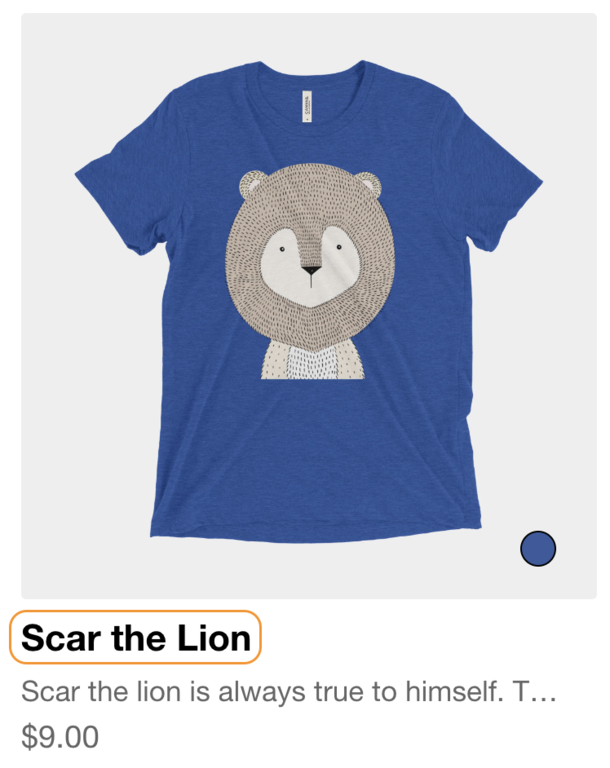 Scar the Lion
Scar the lion is always true to himself. T…
$9.00